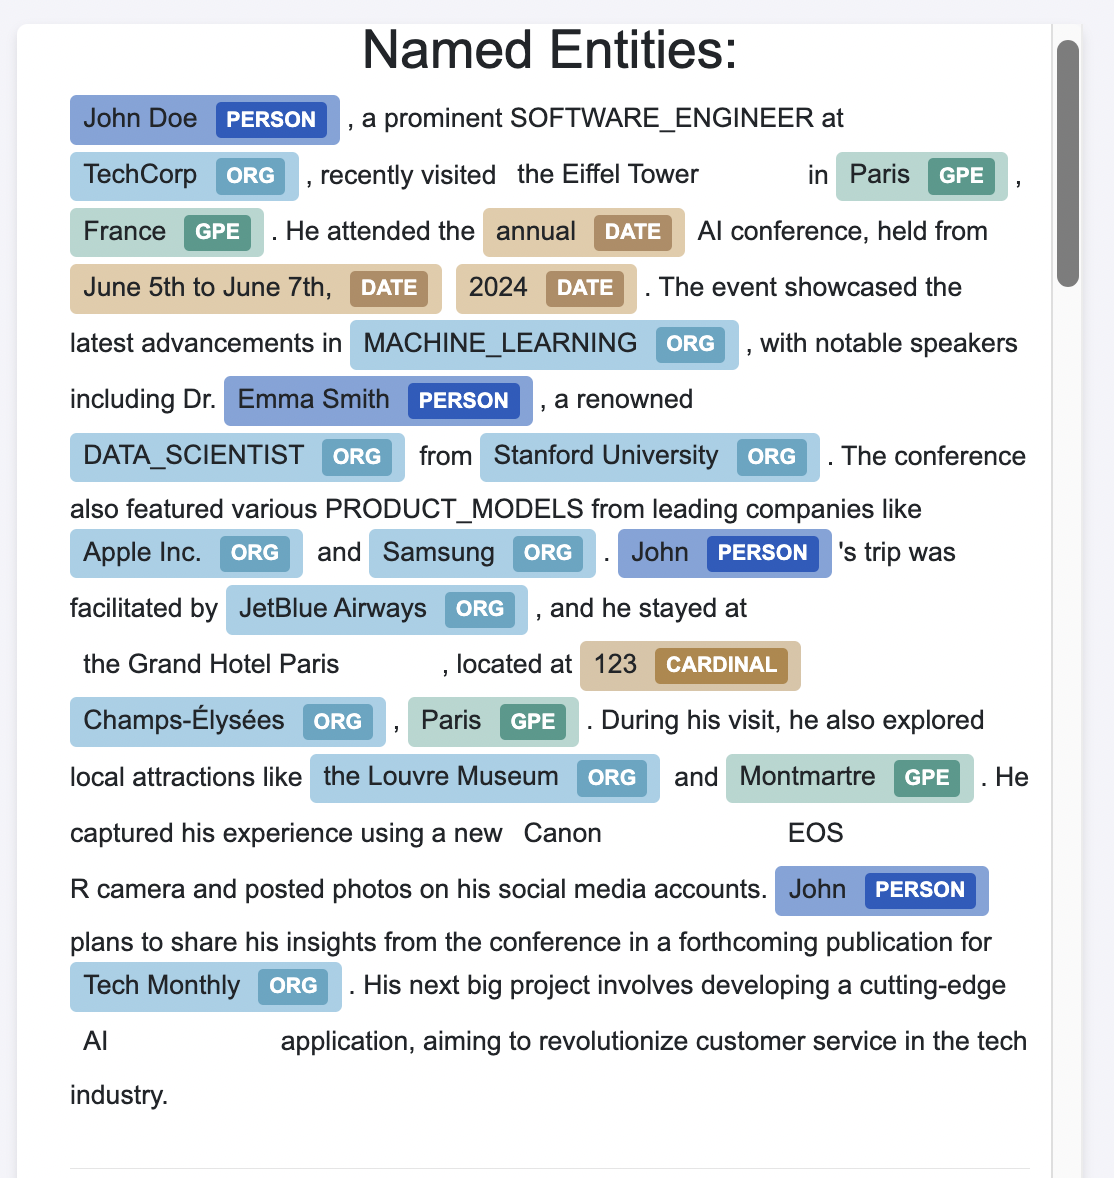 Named Entities:
John Doe PERSON , a prominent SOFTWARE_ENGINEER at
TechCorp ORG , recently visited the Eiffel Tower in Paris GPE ,
France GPE . He attended the annual DATE AI conference, held from
June 5th to June 7th, DATE 2024 DATE . The event showcased the
latest advancements in MACHINE_LEARNING ORG , with notable speakers
including Dr. Emma Smith PERSON , a renowned
DATA_SCIENTIST ORG from Stanford University ORG . The conference
also featured various PRODUCT_MODELS from leading companies like
Apple Inc. ORG and Samsung ORG . John PERSON 's trip was
facilitated by JetBlue Airways ORG , and he stayed at
the Grand Hotel Paris , located at 123 CARDINAL
Champs-Élysées ORG , Paris GPE . During his visit, he also explored
local attractions like the Louvre Museum ORG and Montmartre GPE . He
captured his experience using a new Canon EOS
R camera and posted photos on his social media accounts. John PERSON
plans to share his insights from the conference in a forthcoming publication for
Tech Monthly ORG . His next big project involves developing a cutting-edge
AI application, aiming to revolutionize customer service in the tech
industry.